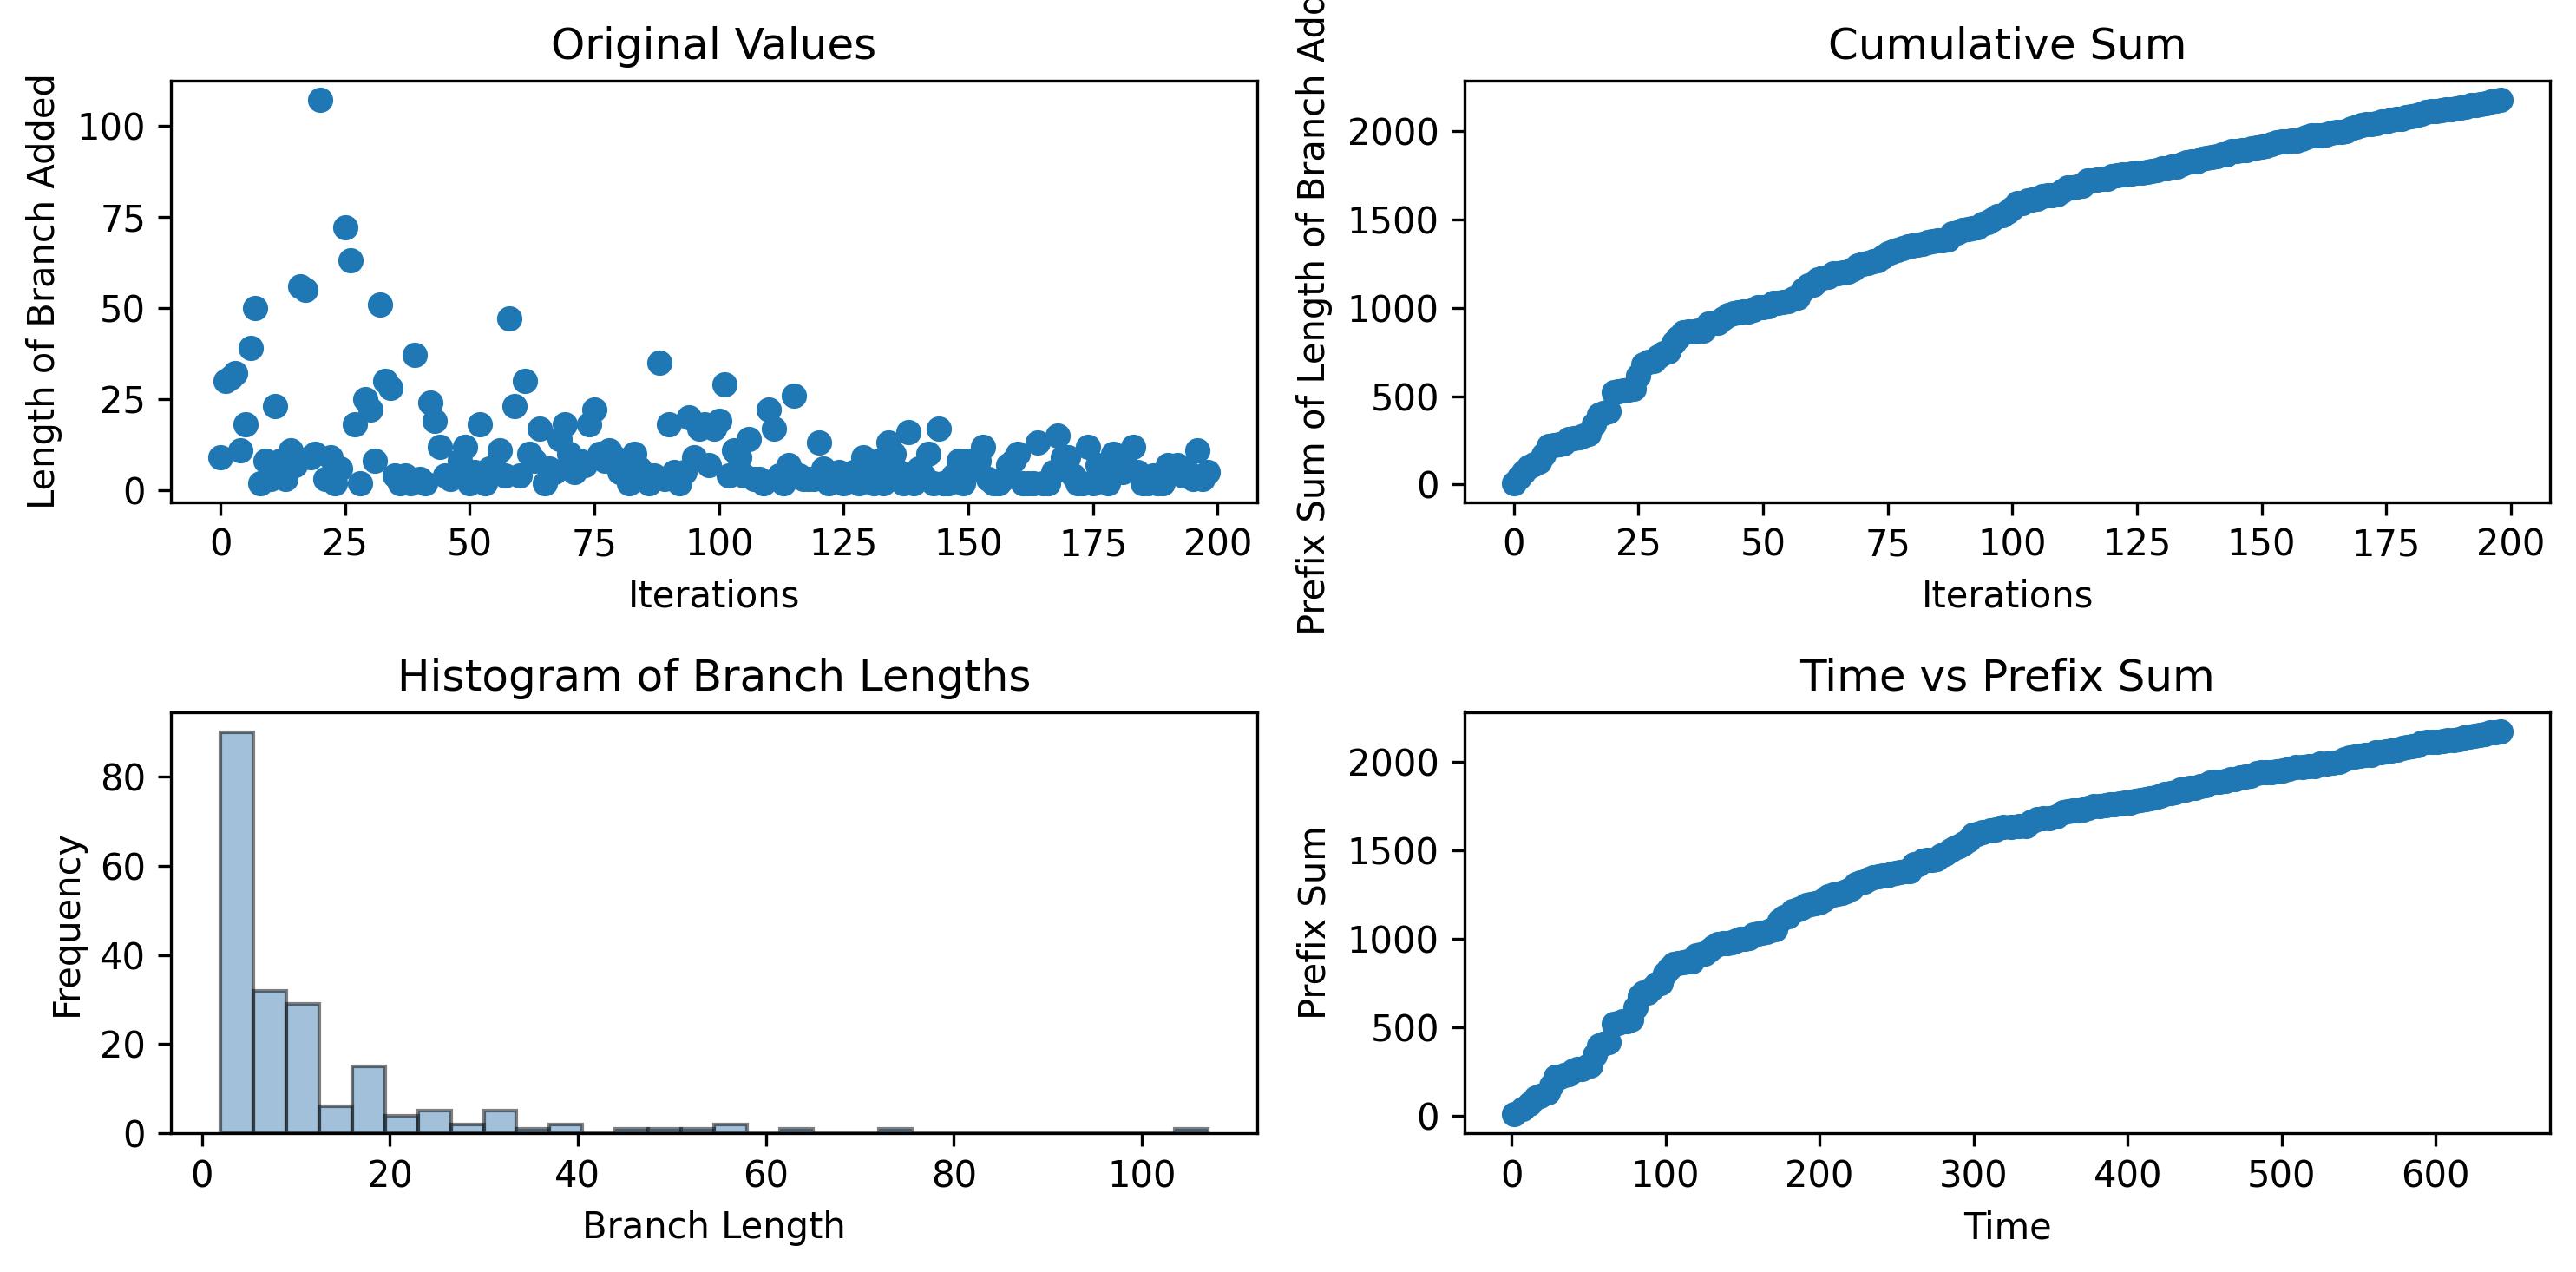 Original Values
Length of Branch Added
100
75
50
25
0
0 25 50 75 100 125 150 175 200
Iterations
Cumulative Sum
Prefix Sum of Length of Branch
2000
1500
1000
500
0
0 25 50 75 100 125 150 175 200
Iterations
Histogram of Branch Lengths
Frequency
80
60
40
20
0
0 20 40 60 80 100
Branch Length
Time vs Prefix Sum
Prefix Sum
2000
1500
1000
500
0
0 100 200 300 400 500 600
Time